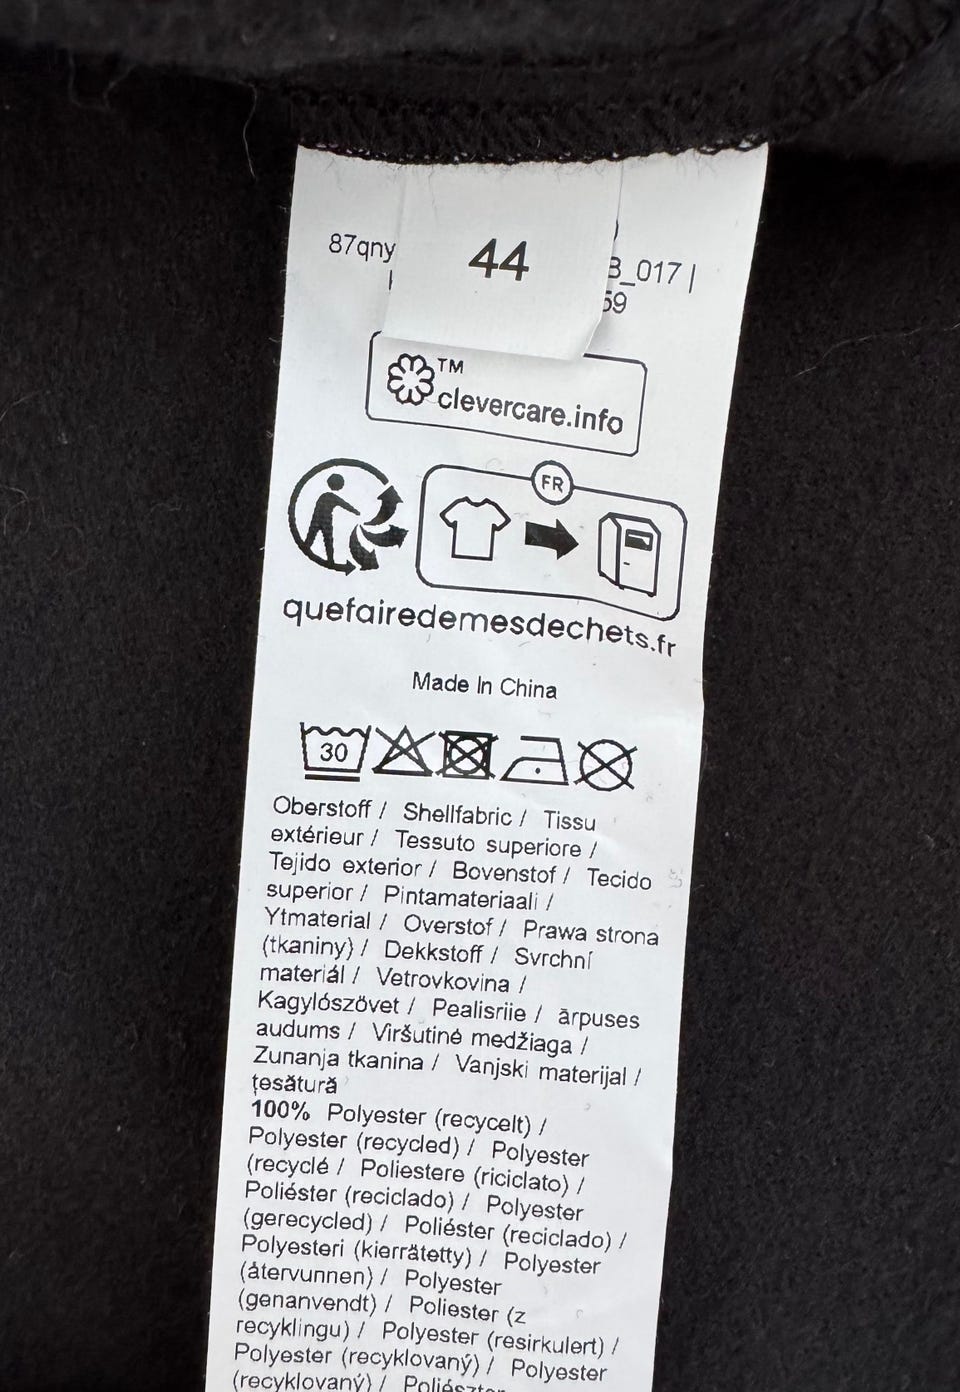 44
87qny
B_017 |
59
TM
clevercare.info
FR
quefairedemesdechets.fr
Made In China
30
Oberstoff / Shellfabric / Tissu
extérieur / Tessuto superiore /
Tejido exterior / Bovenstof / Tecido
superior / Pintamateriaali /
Ytmaterial / Overstof / Prawa strona
(tkaniny) / Dekkstoff / Svrchní
materiál / Vetrovkovina /
Kagylószövet / Pealisriie / ārpuses
audums / Viršutinė medžiaga /
Zunanja tkanina / Vanjski materijal /
țesătură
100% Polyester (recycelt) /
Polyester (recycled) / Polyester
(recyclé / Poliestere (riciclato) /
Poliéster (reciclado) / Polyester
(gerecycled) / Poliéster (reciclado) /
Polyesteri (kierrätetty) / Polyester
(återvunnen) / Polyester
(genanvendt) / Poliester (z
recyklingu) / Polyester (resirkulert) /
Polyester (recyklovaný) / Polyester
(recyklovaný) / Poliészter